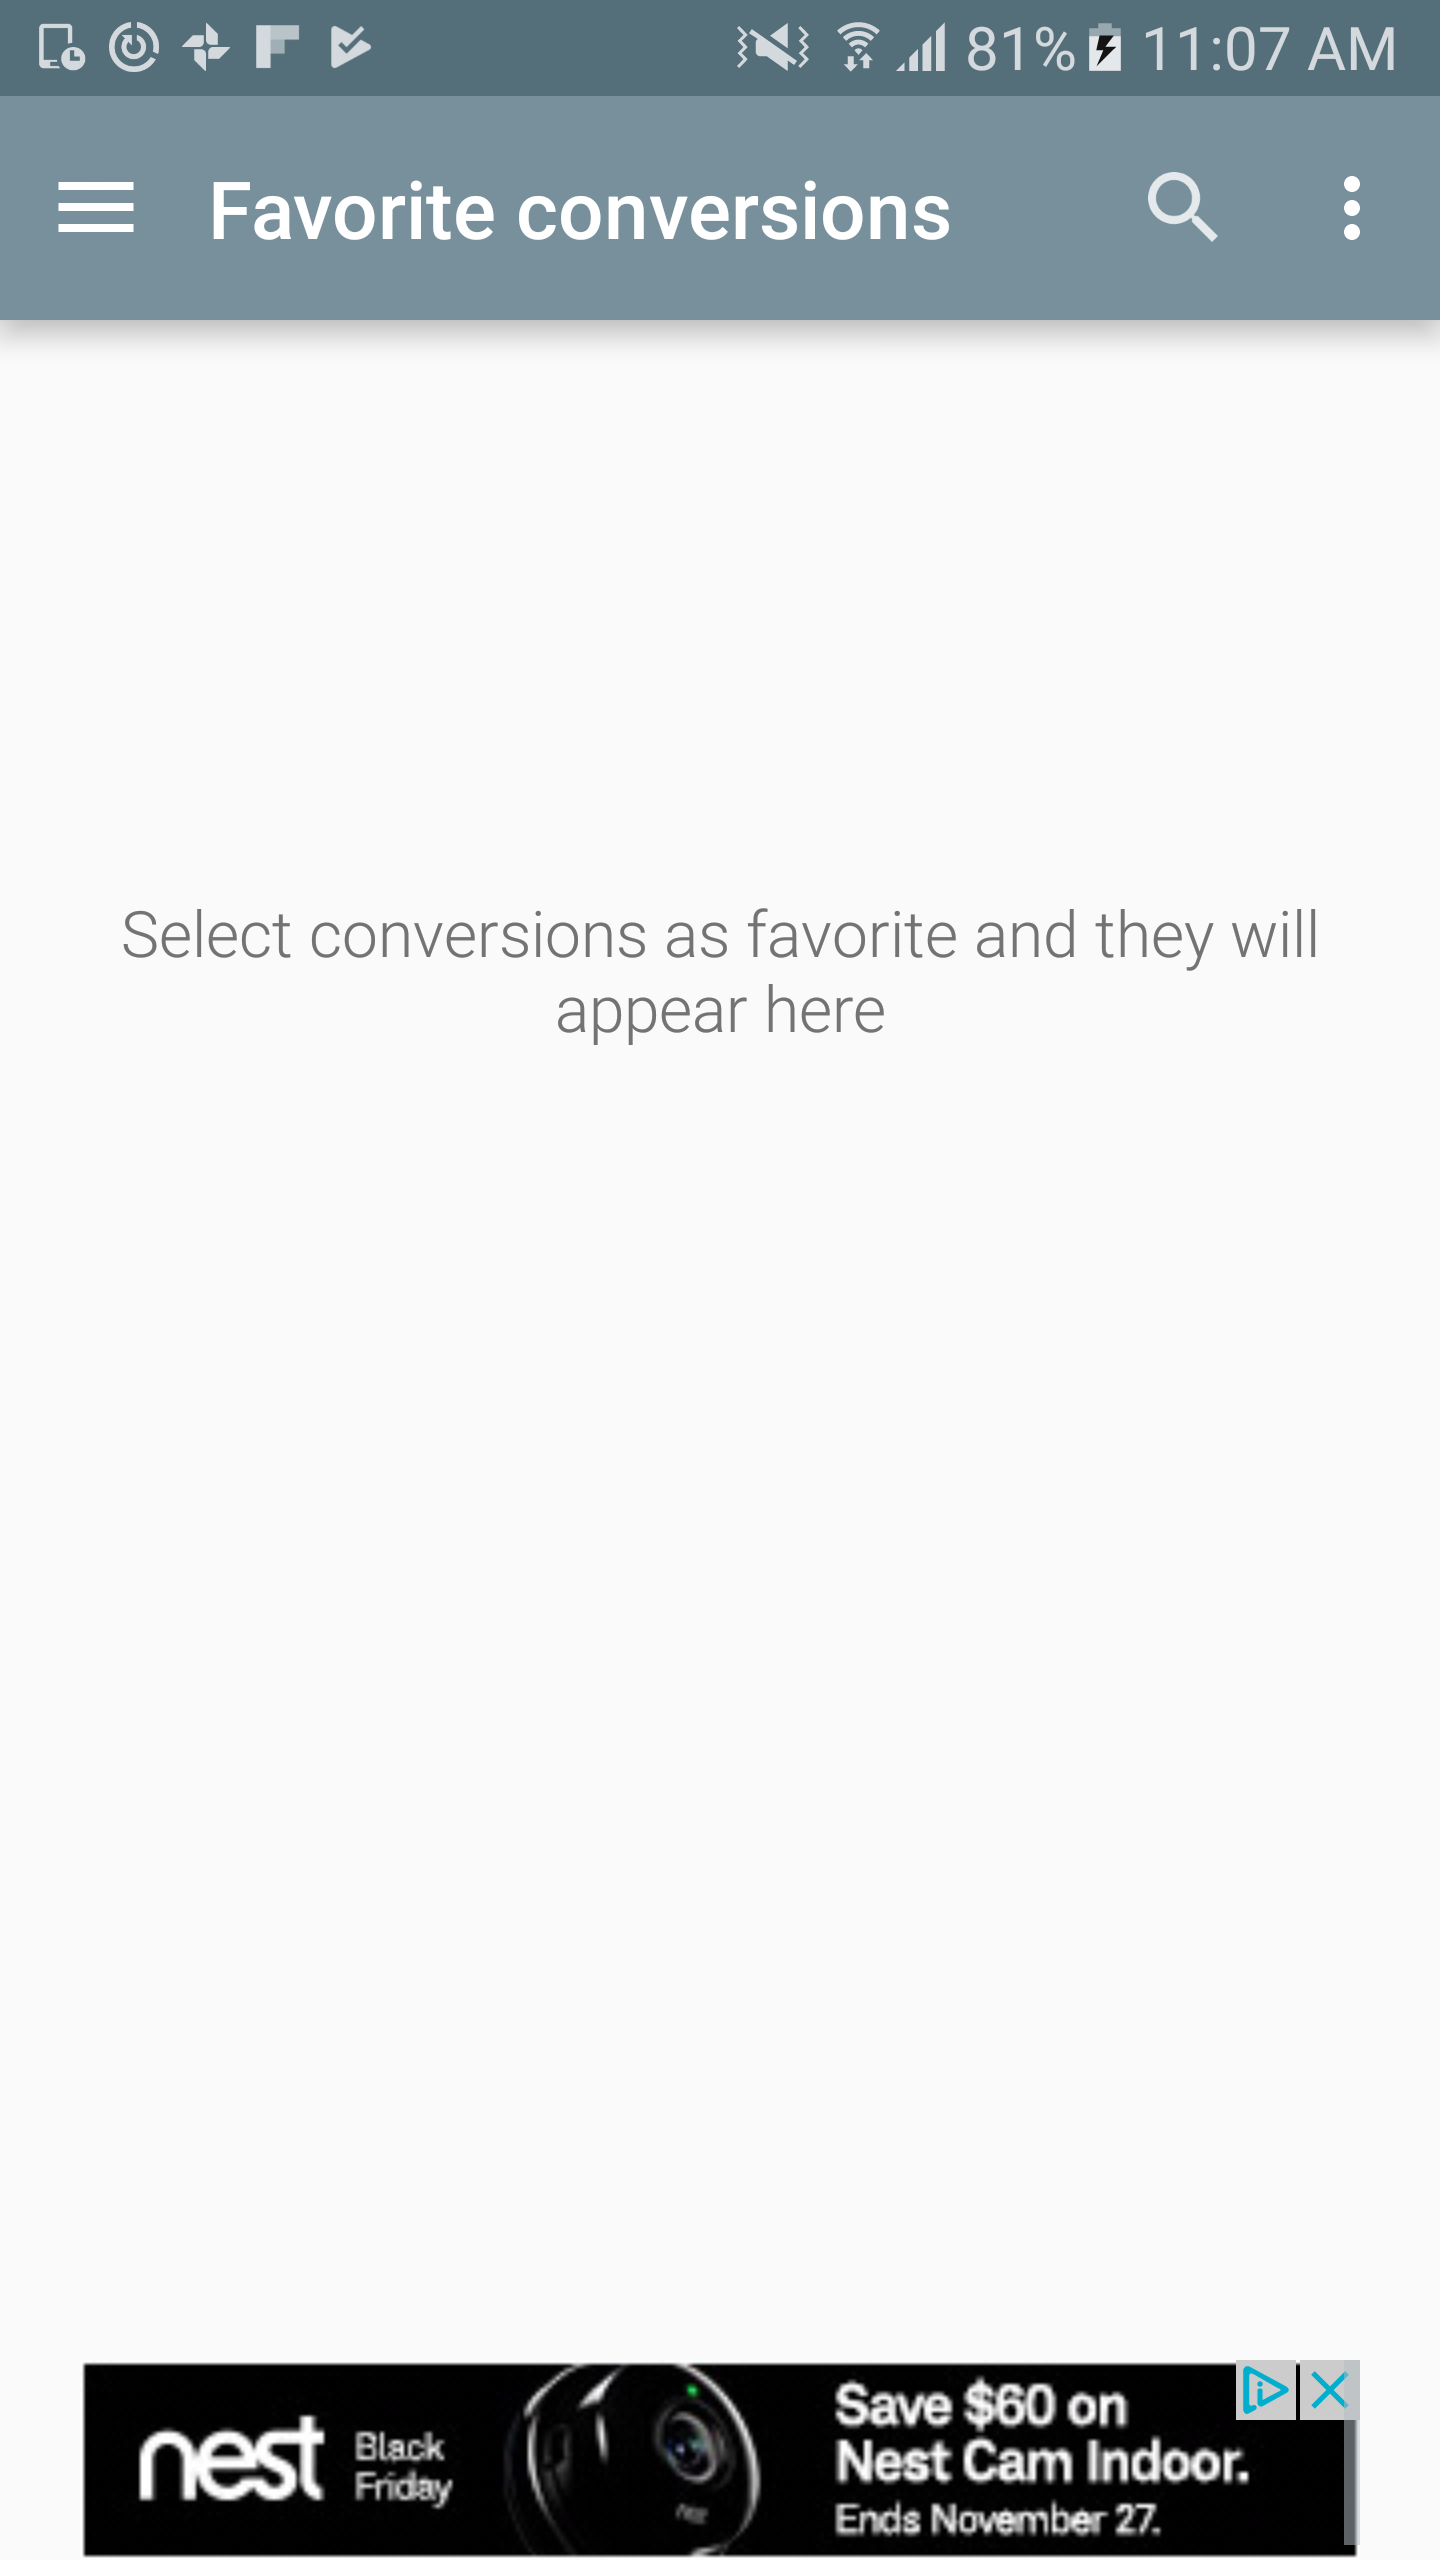 81% 11:07 AM
Favorite conversions
Select conversions as favorite and they will
appear here
nest
Black
Friday
Save $60 on
Nest Cam Indoor.
Ends November 27.